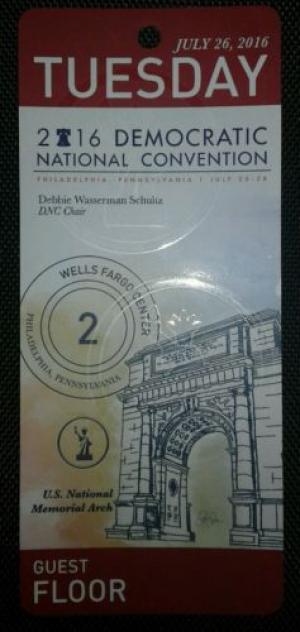 JULY 26, 2016
TUESDAY
2016 DEMOCRATIC
NATIONAL CONVENTION
PHILADELPHIA, PENNSYLVANIA | JULY 25-28
Debbie Wasserman Schultz
DNC Chair
WELLS FARGO CENTER
2
PHILADELPHIA, PENNSYLVANIA
U.S. National
Memorial Arch
GUEST
FLOOR